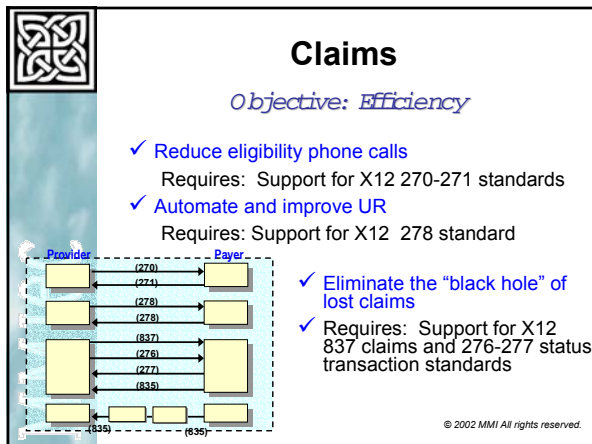 Claims
Objective: Efficiency
✓ Reduce eligibility phone calls
Requires: Support for X12 270-271 standards
✓ Automate and improve UR
Requires: Support for X12 278 standard
Provider Payer
(270)
(271)
(278)
(278)
(837)
(276)
(277)
(835)
(835) (835)
✓ Eliminate the “black hole” of
lost claims
✓ Requires: Support for X12
837 claims and 276-277 status
transaction standards
© 2002 MMI All rights reserved.